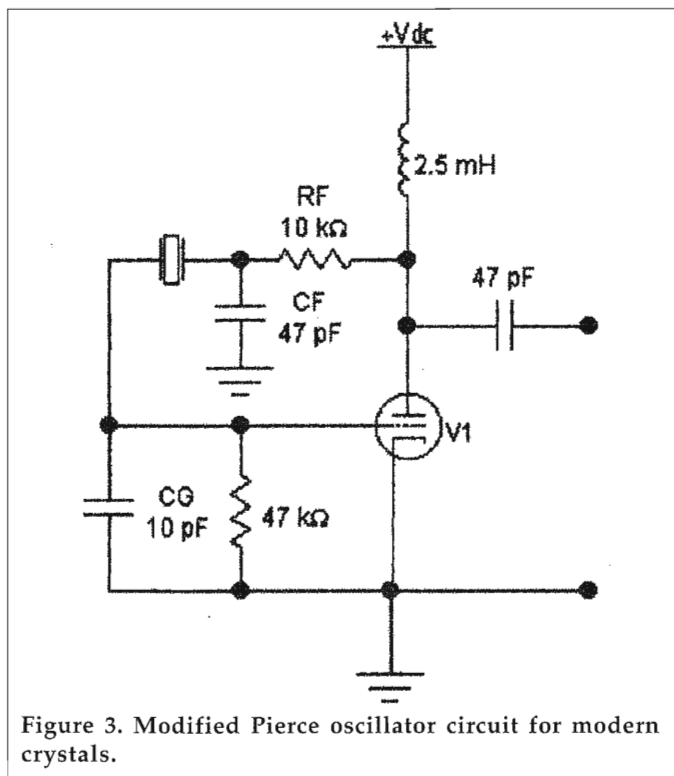 +Vdc
2.5 mH
RF
10 kΩ
47 pF
CF
47 pF
V1
CG
10 pF
47 kΩ
Figure 3. Modified Pierce oscillator circuit for modern
crystals.